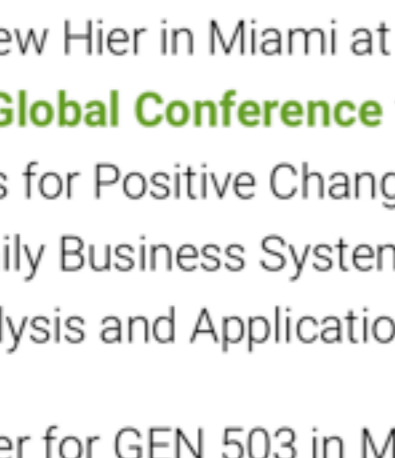 ew Hier in Miami at
Global Conference
s for Positive Chang
ily Business System
lysis and Applicatio
er for GEN 503 in M